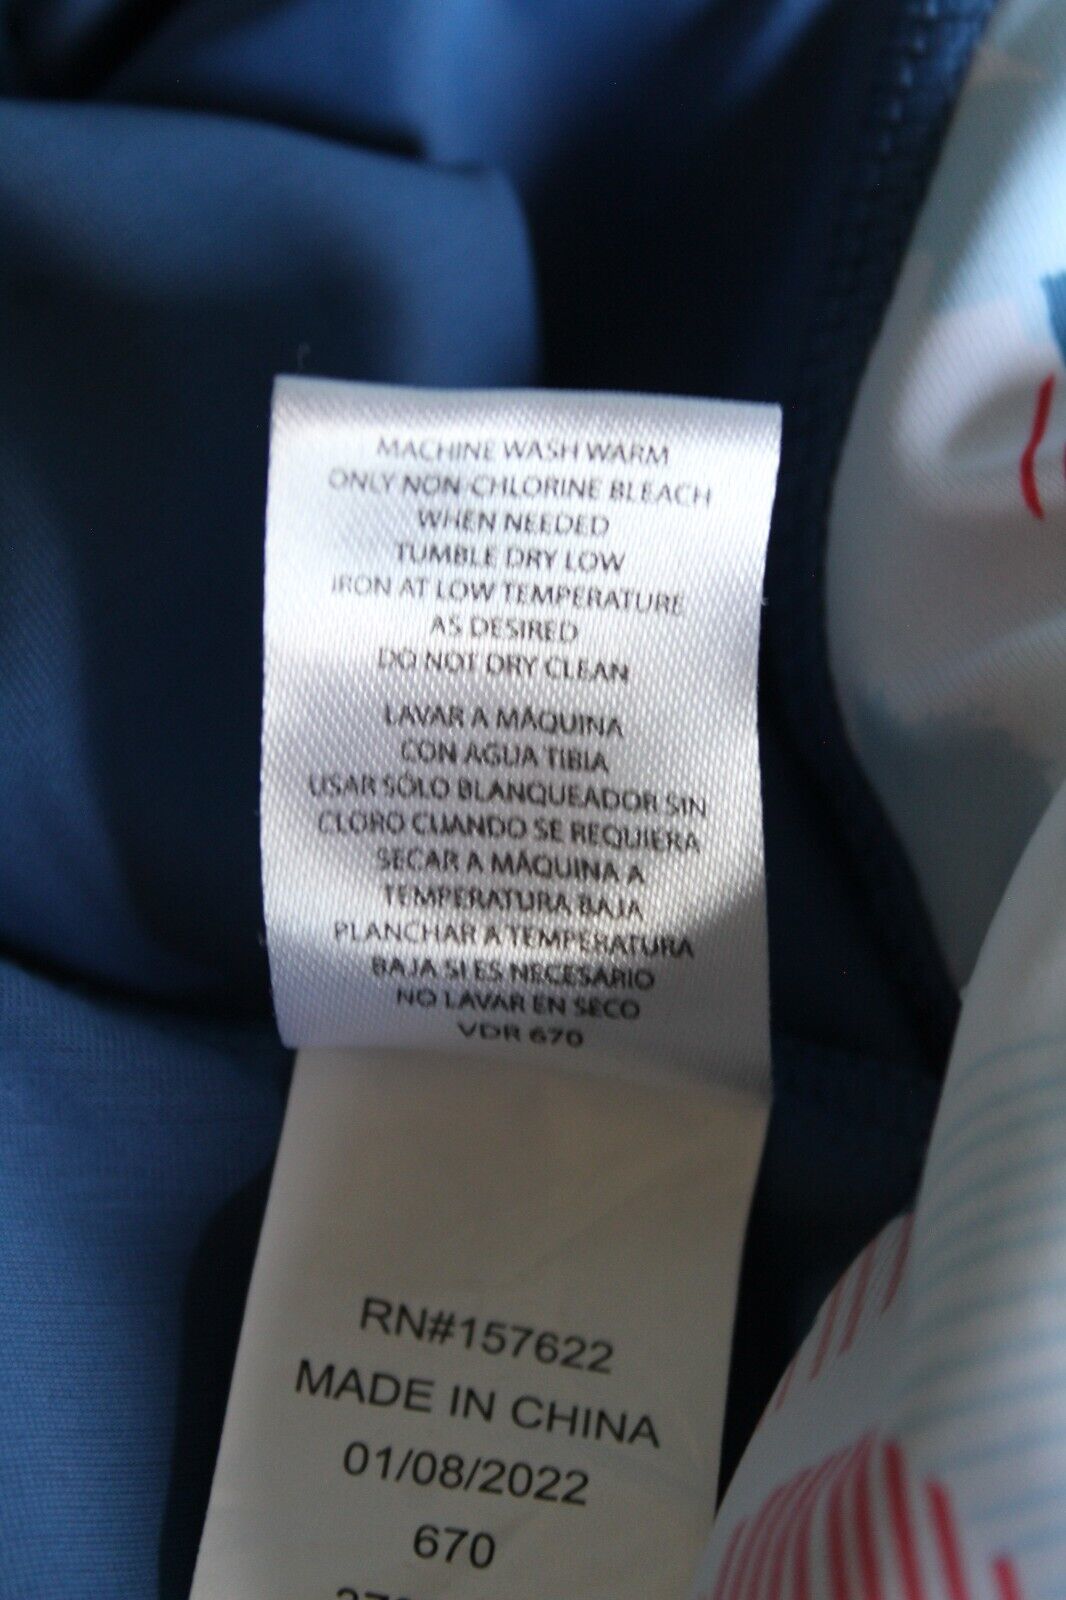 MACHINE WASH WARM
ONLY NON-CHLORINE BLEACH
WHEN NEEDED
TUMBLE DRY LOW
IRON AT LOW TEMPERATURE
AS DESIRED
DO NOT DRY CLEAN
LAVAR A MÁQUINA
CON AGUA TIBIA
USAR SÓLO BLANQUEADOR SIN
CLORO CUANDO SE REQUIERA
SECAR A MÁQUINA A
TEMPERATURA BAJA
PLANCHAR A TEMPERATURA
BAJA SI ES NECESARIO
NO LAVAR EN SECO
VDR 670
RN#157622
MADE IN CHINA
01/08/2022
670